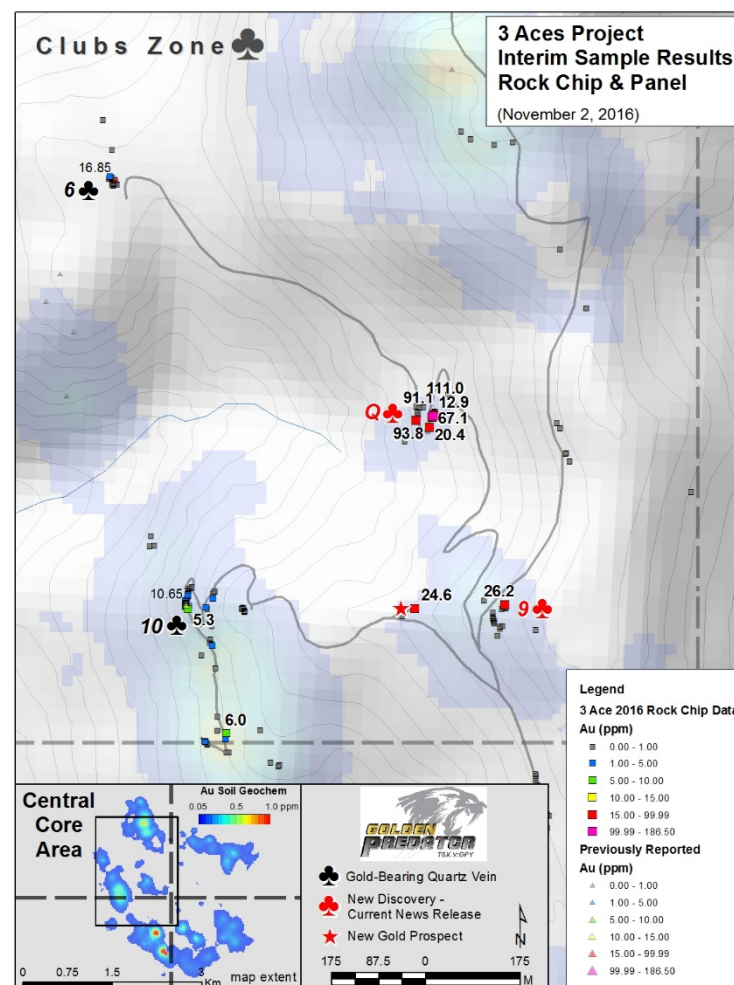 Clubs Zone
3 Aces Project
Interim Sample Results
Rock Chip & Panel
(November 2, 2016)
16.85
6
111.0
91.1
12.9
Q
67.1
93.8
20.4
10.65
5.3
10
24.6
26.2
9
6.0
Legend
3 Ace 2016 Rock Chip Data
Au (ppm)
0.00 - 1.00
1.00 - 5.00
5.00 - 10.00
10.00 - 15.00
15.00 - 99.99
99.99 - 186.50
Previously Reported
Au (ppm)
0.00 - 1.00
1.00 - 5.00
5.00 - 10.00
10.00 - 15.00
15.00 - 99.99
99.99 - 186.50
Central
Core
Area
Au Soil Geochem
0.05 0.5 1.0 ppm
0 0.75 1.5 3
Km
map extent
GOLDEN
PREDATOR
TSX.V:GPY
Gold-Bearing Quartz Vein
New Discovery -
Current News Release
New Gold Prospect
N
175 87.5 0 175
M